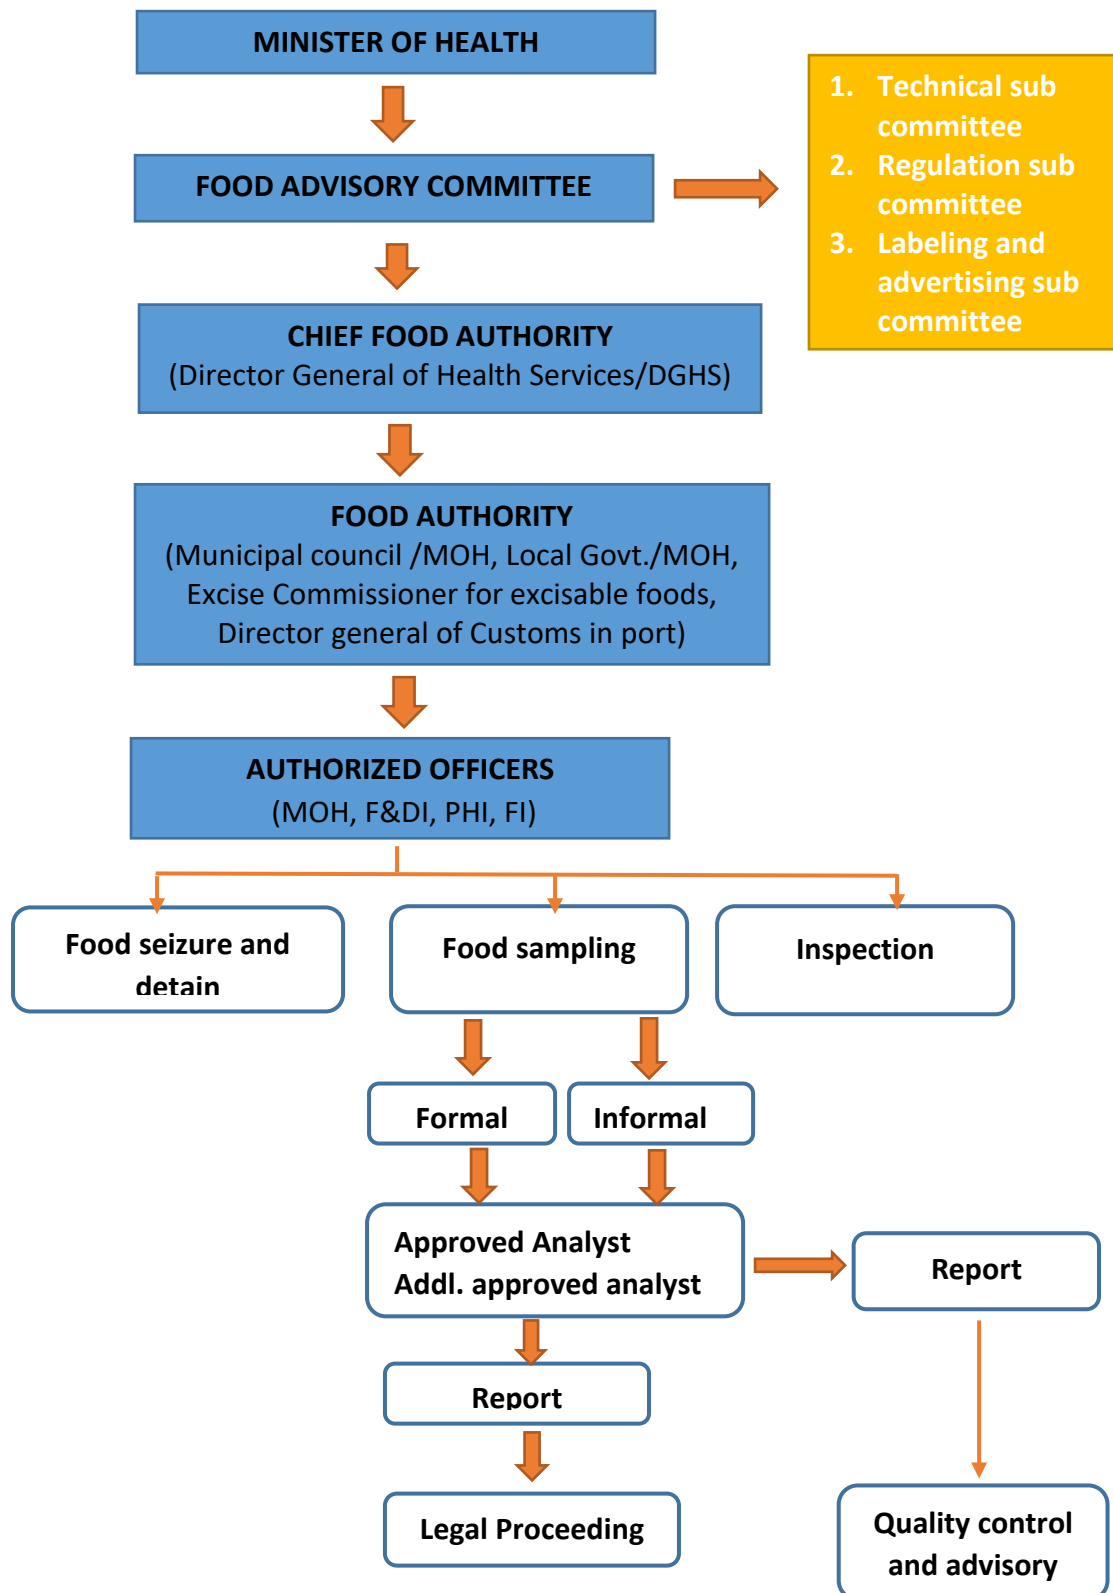 MINISTER OF HEALTH
FOOD ADVISORY COMMITTEE
1. Technical sub
committee
2. Regulation sub
committee
3. Labeling and
advertising sub
committee
CHIEF FOOD AUTHORITY
(Director General of Health Services/DGHS)
FOOD AUTHORITY
(Municipal council /MOH, Local Govt./MOH,
Excise Commissioner for excisable foods,
Director general of Customs in port)
AUTHORIZED OFFICERS
(MOH, F&DI, PHI, FI)
Food seizure and
detain
Food sampling
Inspection
Formal
Informal
Approved Analyst
Addl. approved analyst
Report
Report
Legal Proceeding
Quality control
and advisory